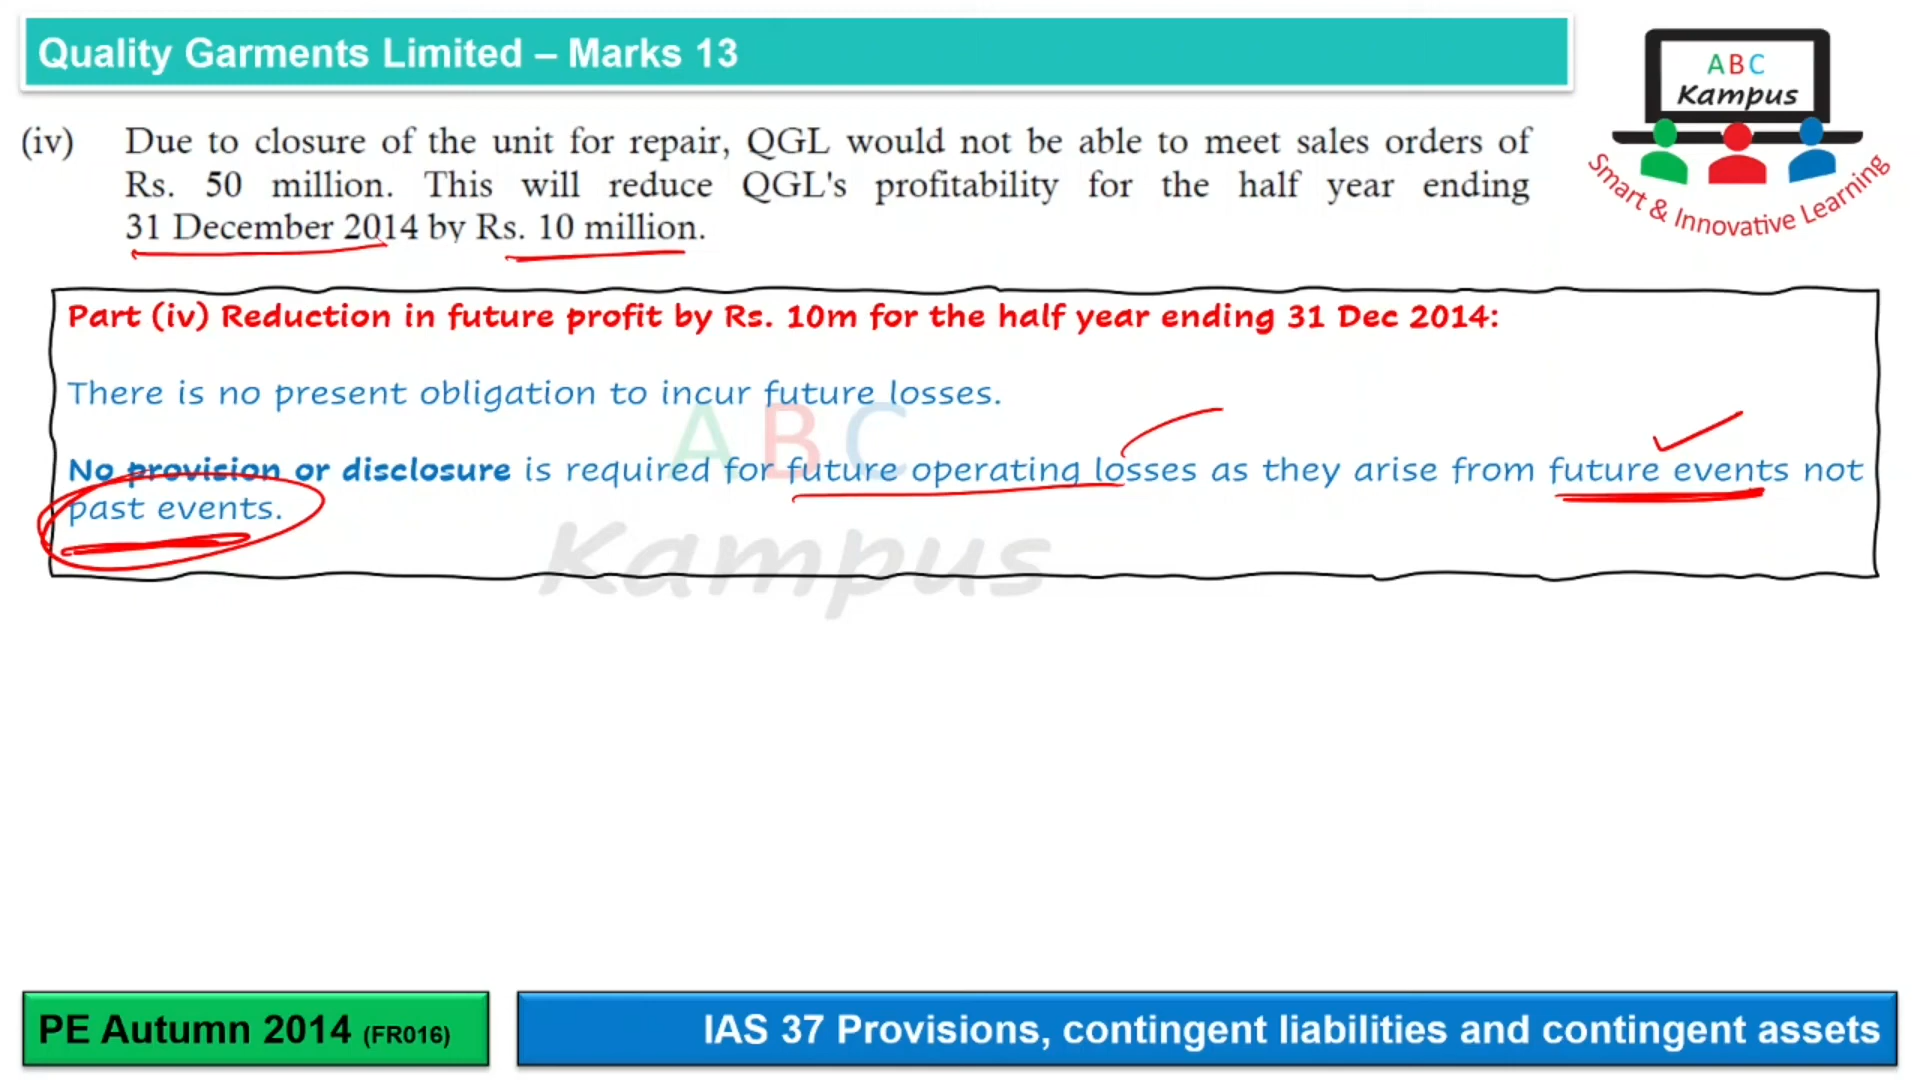 Quality Garments Limited – Marks 13
ABC
Kampus
Smart & Innovative Learning
(iv) Due to closure of the unit for repair, QGL would not be able to meet sales orders of
Rs. 50 million. This will reduce QGL's profitability for the half year ending
31 December 2014 by Rs. 10 million.
Part (iv) Reduction in future profit by Rs. 10m for the half year ending 31 Dec 2014:
There is no present obligation to incur future losses.
No provision or disclosure is required for future operating losses as they arise from future events not
past events.
ABC
Kampus
PE Autumn 2014 (FR016)
IAS 37 Provisions, contingent liabilities and contingent assets